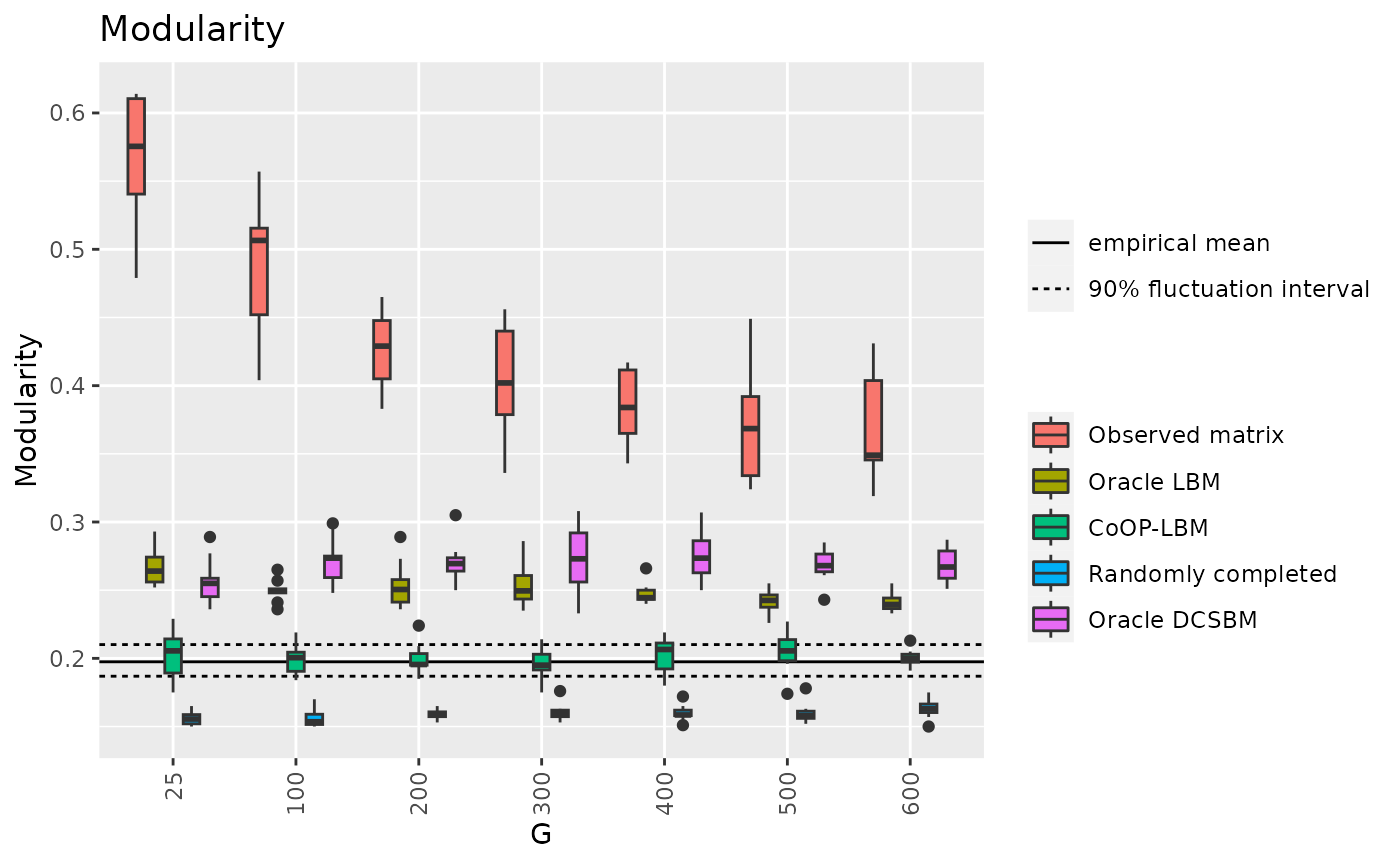 Modularity
Modularity
0.6
0.5
0.4
0.3
0.2
25
100
200
300
400
500
600
G
empirical mean
90% fluctuation interval
Observed matrix
Oracle LBM
CoOP-LBM
Randomly completed
Oracle DCSBM